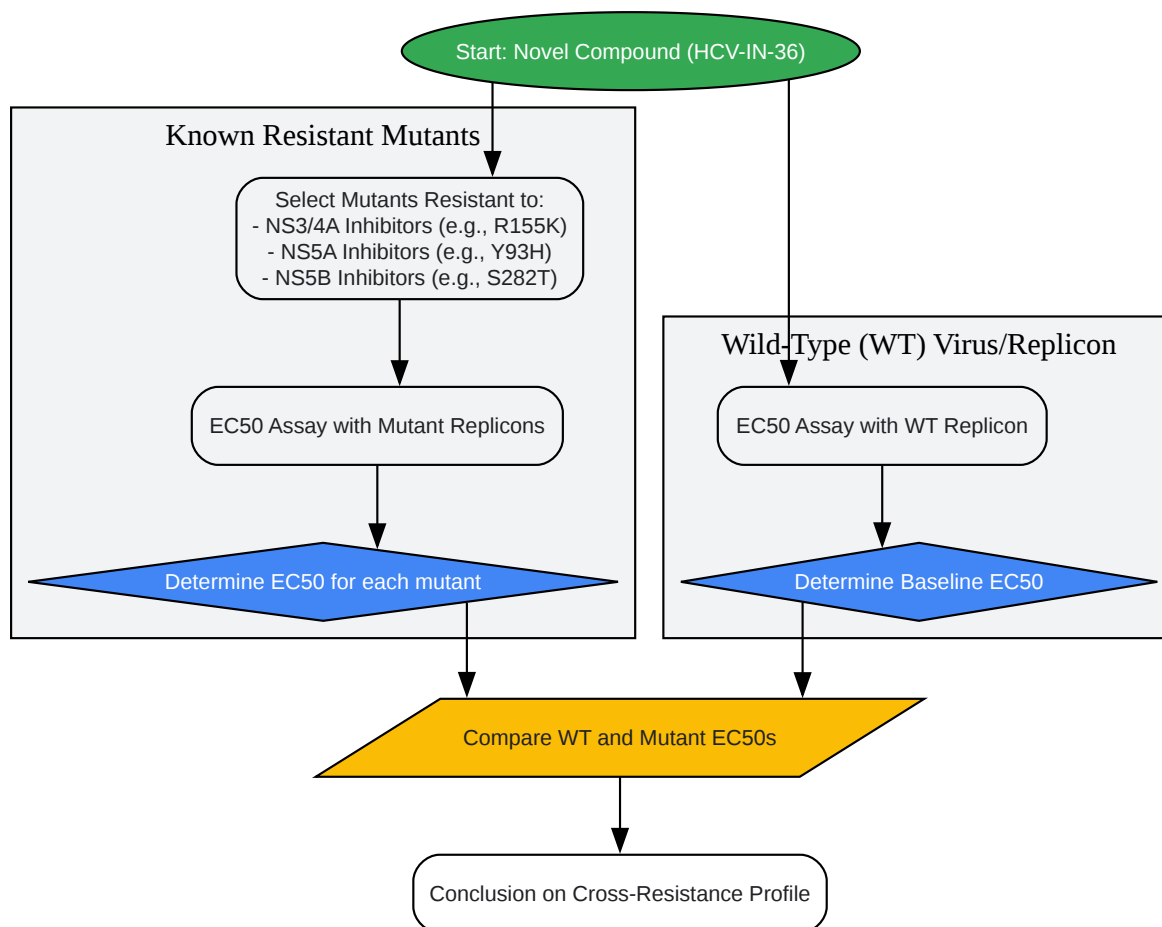 Start: Novel Compound (HCV-IN-36)
Known Resistant Mutants
Select Mutants Resistant to:
- NS3/4A Inhibitors (e.g., R155K)
- NS5A Inhibitors (e.g., Y93H)
- NS5B Inhibitors (e.g., S282T)
Wild-Type (WT) Virus/Replicon
EC50 Assay with Mutant Replicons
EC50 Assay with WT Replicon
Determine EC50 for each mutant
Determine Baseline EC50
Compare WT and Mutant EC50s
Conclusion on Cross-Resistance Profile